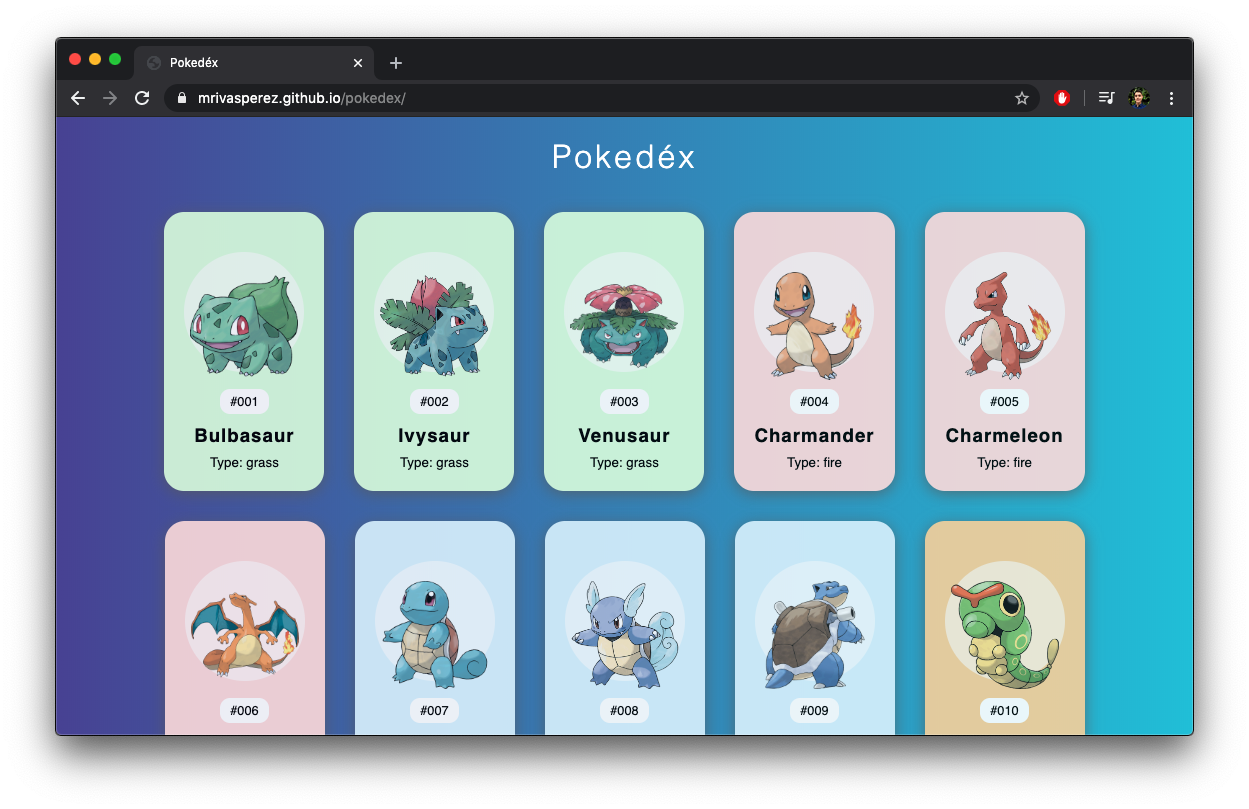 Pokedéx
mrivasperez.github.io/pokedex/
Pokedéx
#001
Bulbasaur
Type: grass
#002
Ivysaur
Type: grass
#003
Venusaur
Type: grass
#004
Charmander
Type: fire
#005
Charmeleon
Type: fire
#006
#007
#008
#009
#010